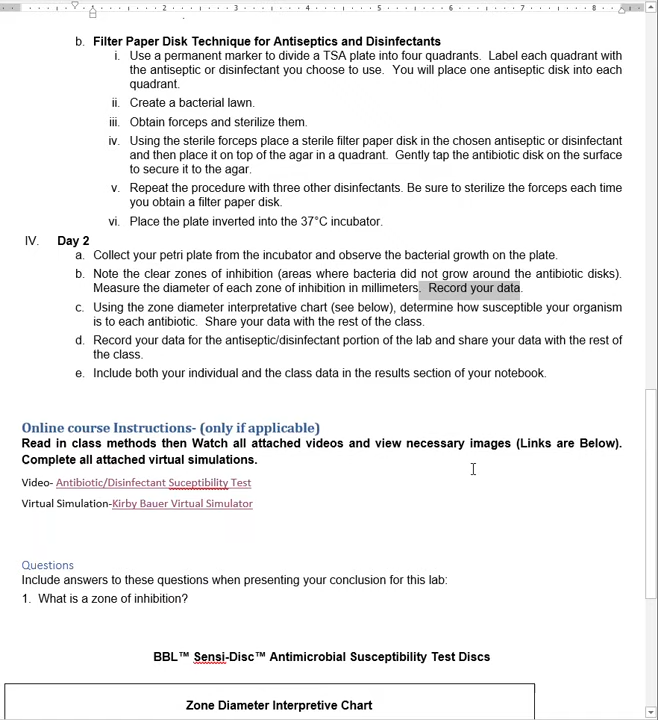 1 2 3 4 5 6 7 8
b. Filter Paper Disk Technique for Antiseptics and Disinfectants
i. Use a permanent marker to divide a TSA plate into four quadrants. Label each quadrant with
the antiseptic or disinfectant you choose to use. You will place one antiseptic disk into each
quadrant.
ii. Create a bacterial lawn.
iii. Obtain forceps and sterilize them.
iv. Using the sterile forceps place a sterile filter paper disk in the chosen antiseptic or disinfectant
and then place it on top of the agar in a quadrant. Gently tap the antibiotic disk on the surface
to secure it to the agar.
v. Repeat the procedure with three other disinfectants. Be sure to sterilize the forceps each time
you obtain a filter paper disk.
vi. Place the plate inverted into the 37°C incubator.
IV. Day 2
a. Collect your petri plate from the incubator and observe the bacterial growth on the plate.
b. Note the clear zones of inhibition (areas where bacteria did not grow around the antibiotic disks).
Measure the diameter of each zone of inhibition in millimeters. Record your data.
c. Using the zone diameter interpretative chart (see below), determine how susceptible your organism
is to each antibiotic. Share your data with the rest of the class.
d. Record your data for the antiseptic/disinfectant portion of the lab and share your data with the rest of
the class.
e. Include both your individual and the class data in the results section of your notebook.
Online course Instructions- (only if applicable)
Read in class methods then Watch all attached videos and view necessary images (Links are Below).
Complete all attached virtual simulations.
Video- Antibiotic/Disinfectant Suceptibility Test
Virtual Simulation-Kirby Bauer Virtual Simulator
Questions
Include answers to these questions when presenting your conclusion for this lab:
1. What is a zone of inhibition?
BBL™ Sensi-Disc™ Antimicrobial Susceptibility Test Discs
Zone Diameter Interpretive Chart